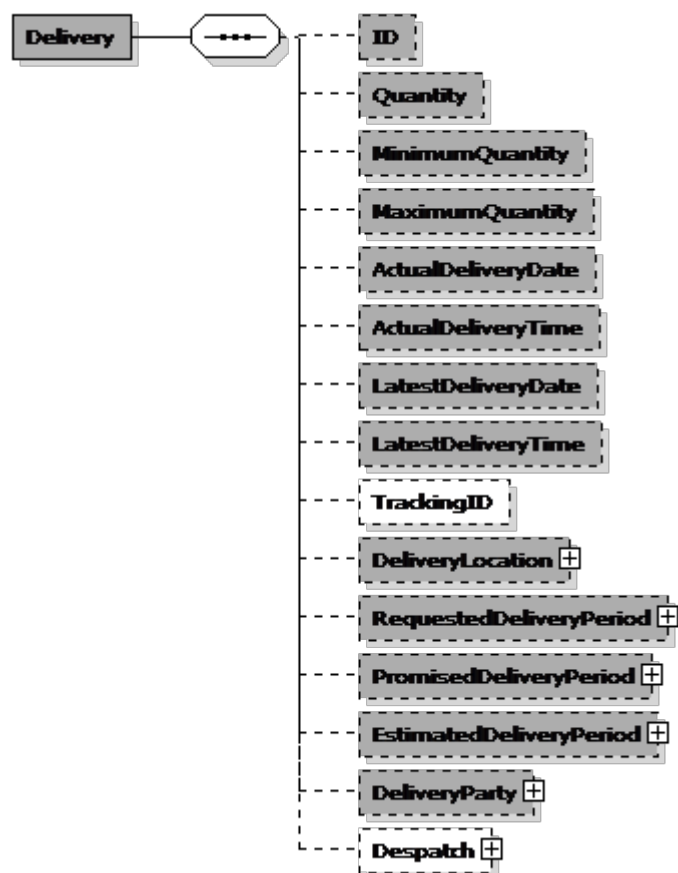 Delivery
ID
Quantity
MinimumQuantity
MaximumQuantity
ActualDeliveryDate
ActualDeliveryTime
LatestDeliveryDate
LatestDeliveryTime
TrackingID
DeliveryLocation
RequestedDeliveryPeriod
PromisedDeliveryPeriod
EstimatedDeliveryPeriod
DeliveryParty
Despatch